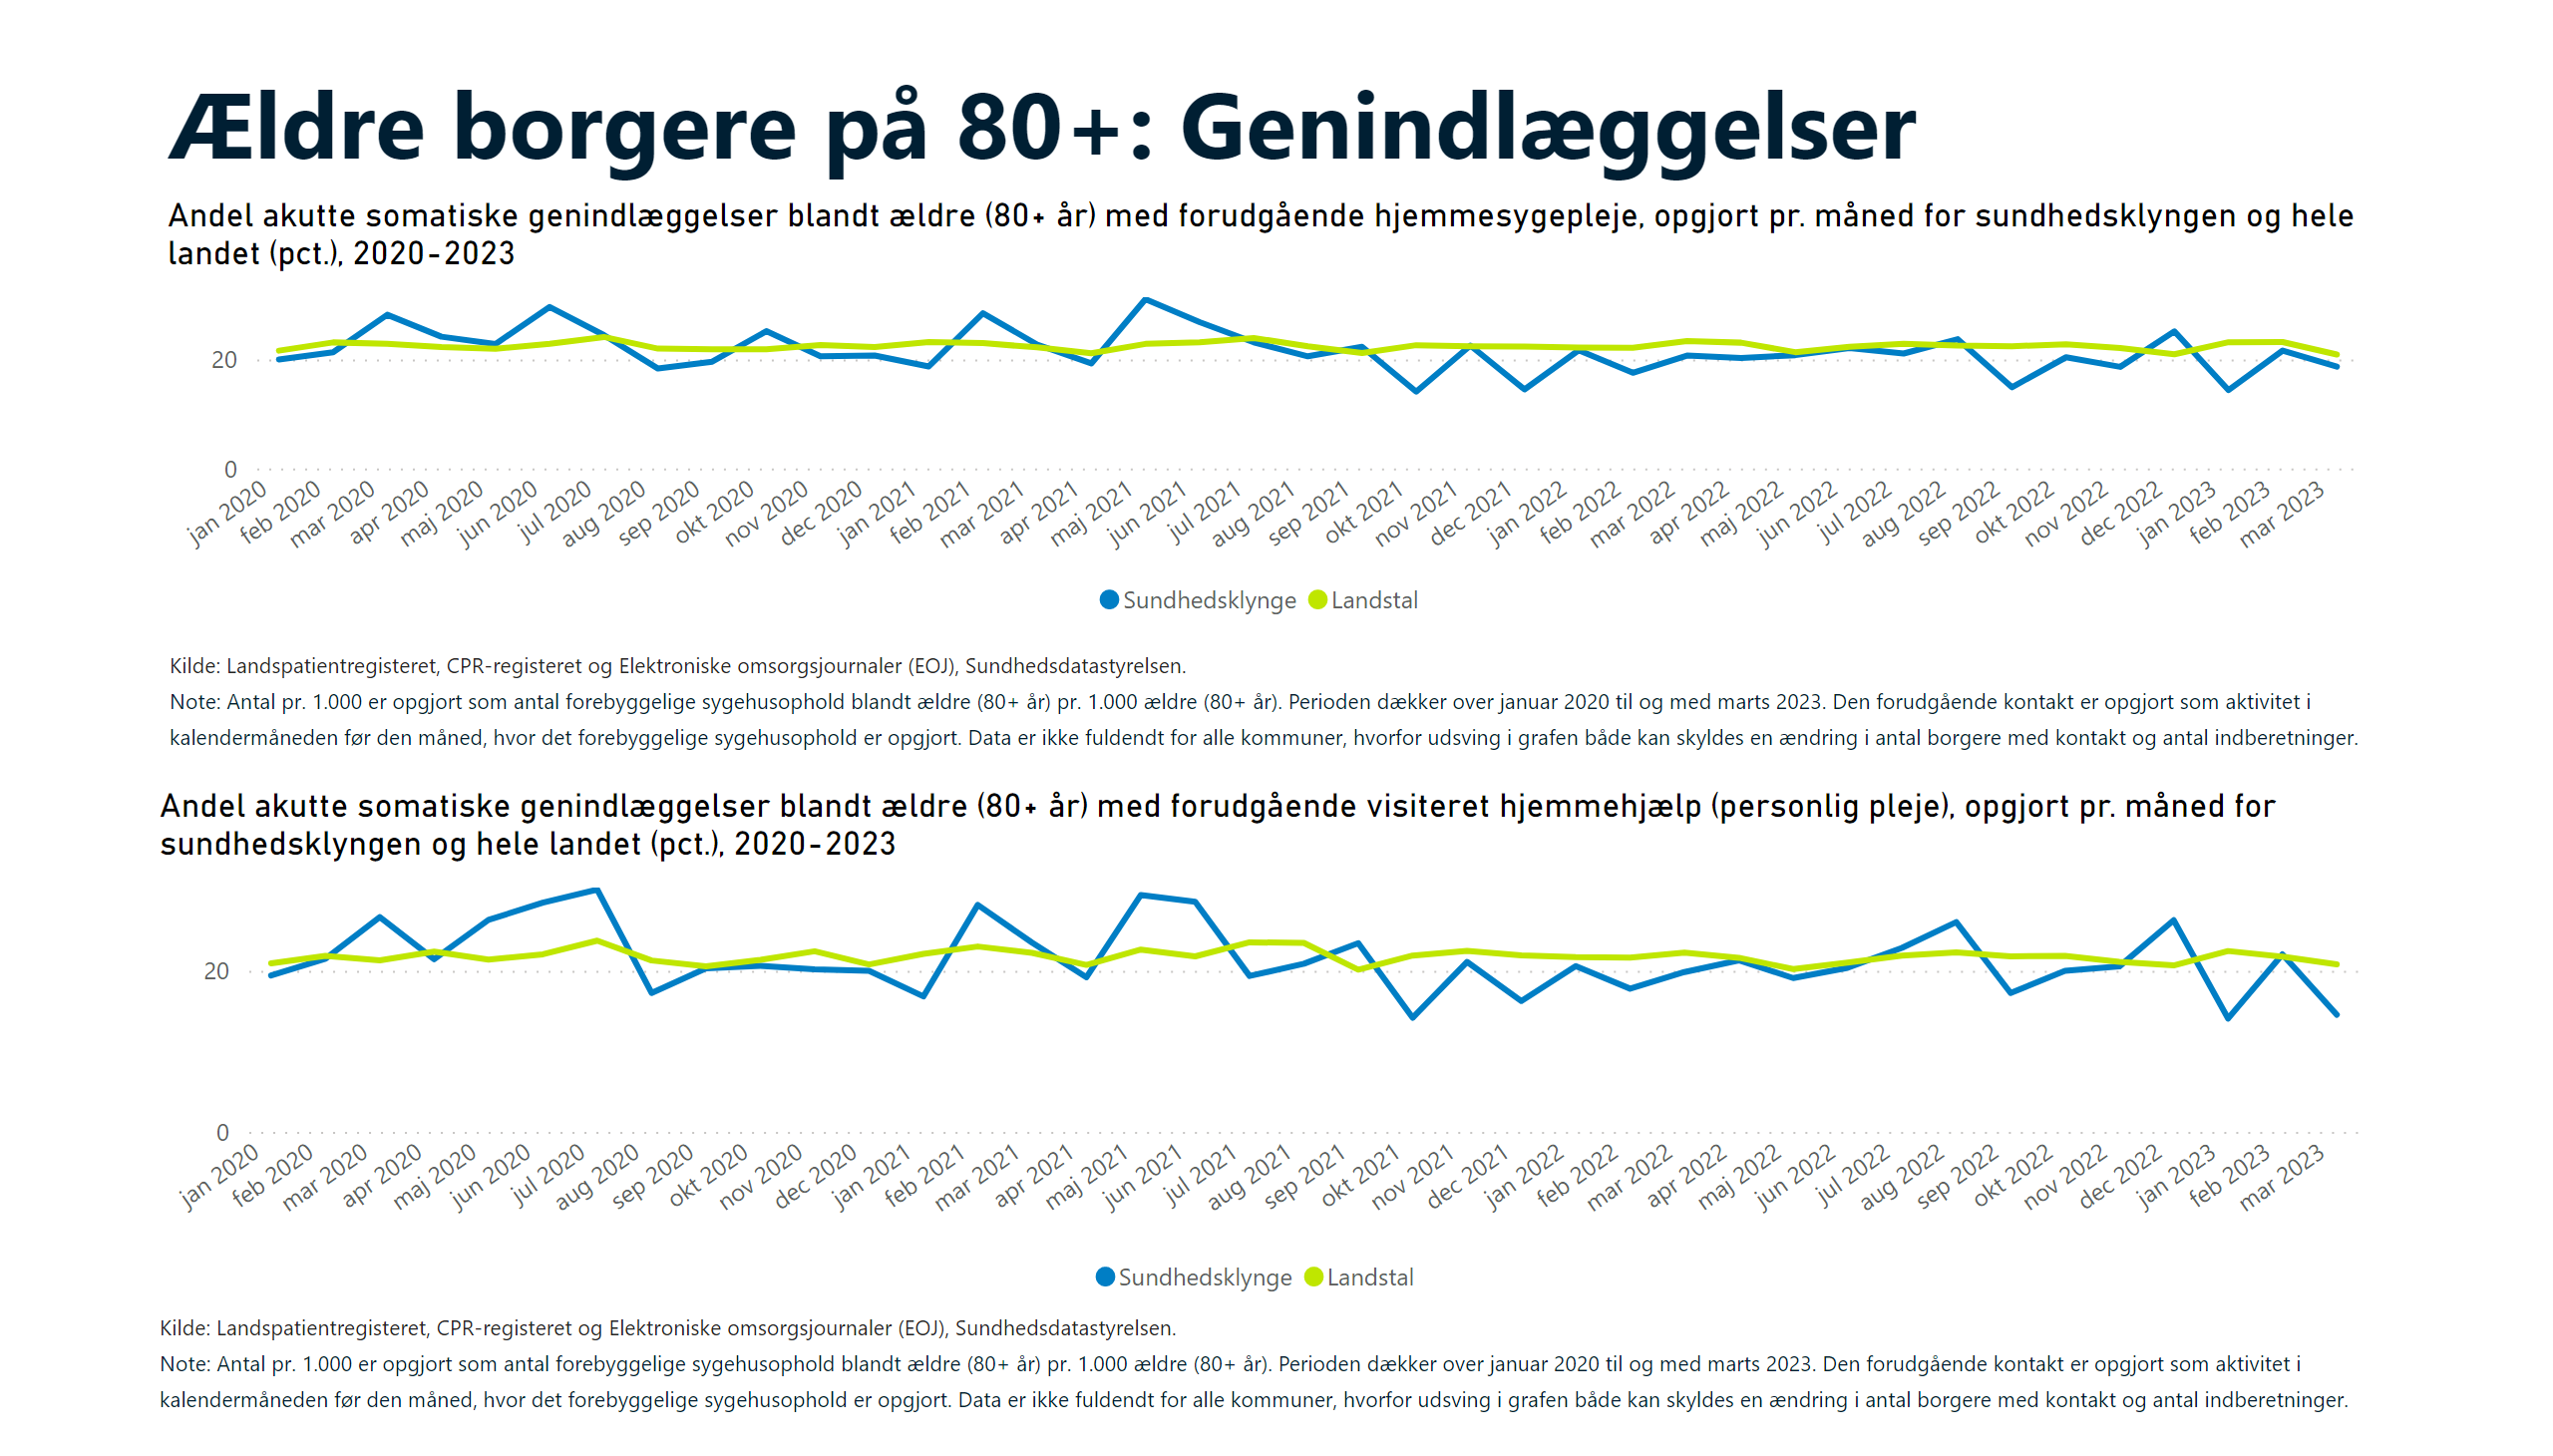 Ældre borgere på 80+: Genindlæggelser
Andel akutte somatiske genindlæggelser blandt ældre (80+ år) med forudgående hjemmesygepleje, opgjort pr. måned for sundhedsklyngen og hele
landet (pct.), 2020-2023
20
0
jan 2020
feb 2020
mar 2020
apr 2020
maj 2020
jun 2020
jul 2020
aug 2020
sep 2020
okt 2020
nov 2020
dec 2020
jan 2021
feb 2021
mar 2021
apr 2021
maj 2021
jun 2021
jul 2021
aug 2021
sep 2021
okt 2021
nov 2021
dec 2021
jan 2022
feb 2022
mar 2022
apr 2022
maj 2022
jun 2022
jul 2022
aug 2022
sep 2022
okt 2022
nov 2022
dec 2022
jan 2023
feb 2023
mar 2023
Sundhedsklynge Landstal
Kilde: Landspatientregisteret, CPR-registeret og Elektroniske omsorgsjournaler (EOJ), Sundhedsdatastyrelsen.
Note: Antal pr. 1.000 er opgjort som antal forebyggelige sygehusophold blandt ældre (80+ år) pr. 1.000 ældre (80+ år). Perioden dækker over januar 2020 til og med marts 2023. Den forudgående kontakt er opgjort som aktivitet i
kalendermåneden før den måned, hvor det forebyggelige sygehusophold er opgjort. Data er ikke fuldendt for alle kommuner, hvorfor udsving i grafen både kan skyldes en ændring i antal borgere med kontakt og antal indberetninger.
Andel akutte somatiske genindlæggelser blandt ældre (80+ år) med forudgående visiteret hjemmehjælp (personlig pleje), opgjort pr. måned for
sundhedsklyngen og hele landet (pct.), 2020-2023
20
0
jan 2020
feb 2020
mar 2020
apr 2020
maj 2020
jun 2020
jul 2020
aug 2020
sep 2020
okt 2020
nov 2020
dec 2020
jan 2021
feb 2021
mar 2021
apr 2021
maj 2021
jun 2021
jul 2021
aug 2021
sep 2021
okt 2021
nov 2021
dec 2021
jan 2022
feb 2022
mar 2022
apr 2022
maj 2022
jun 2022
jul 2022
aug 2022
sep 2022
okt 2022
nov 2022
dec 2022
jan 2023
feb 2023
mar 2023
Sundhedsklynge Landstal
Kilde: Landspatientregisteret, CPR-registeret og Elektroniske omsorgsjournaler (EOJ), Sundhedsdatastyrelsen.
Note: Antal pr. 1.000 er opgjort som antal forebyggelige sygehusophold blandt ældre (80+ år) pr. 1.000 ældre (80+ år). Perioden dækker over januar 2020 til og med marts 2023. Den forudgående kontakt er opgjort som aktivitet i
kalendermåneden før den måned, hvor det forebyggelige sygehusophold er opgjort. Data er ikke fuldendt for alle kommuner, hvorfor udsving i grafen både kan skyldes en ændring i antal borgere med kontakt og antal indberetninger.